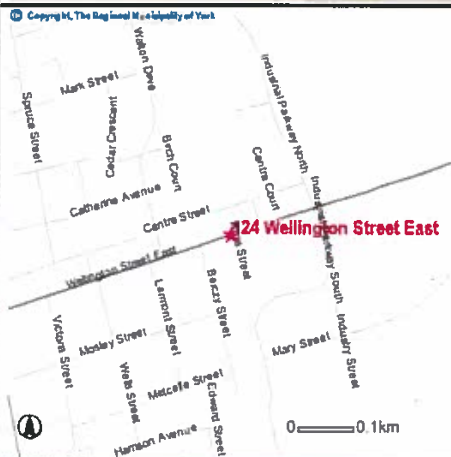 © Copyright, The Regional Municipality of York
Walton Drive
Mark Street
Spruce Street
Cedar Crescent
Industrial Parkway North
Birch Court
Centre Court
Catherine Avenue
Centre Street
124 Wellington Street East
Street
Wellington Street East
Industrial Parkway South
Berczy Street
Larmont Street
Victoria Street
Mosley Street
Mary Street
Industry Street
Wells Street
Metcalfe Street
Edward Street
Harrison Avenue
0 0.1km